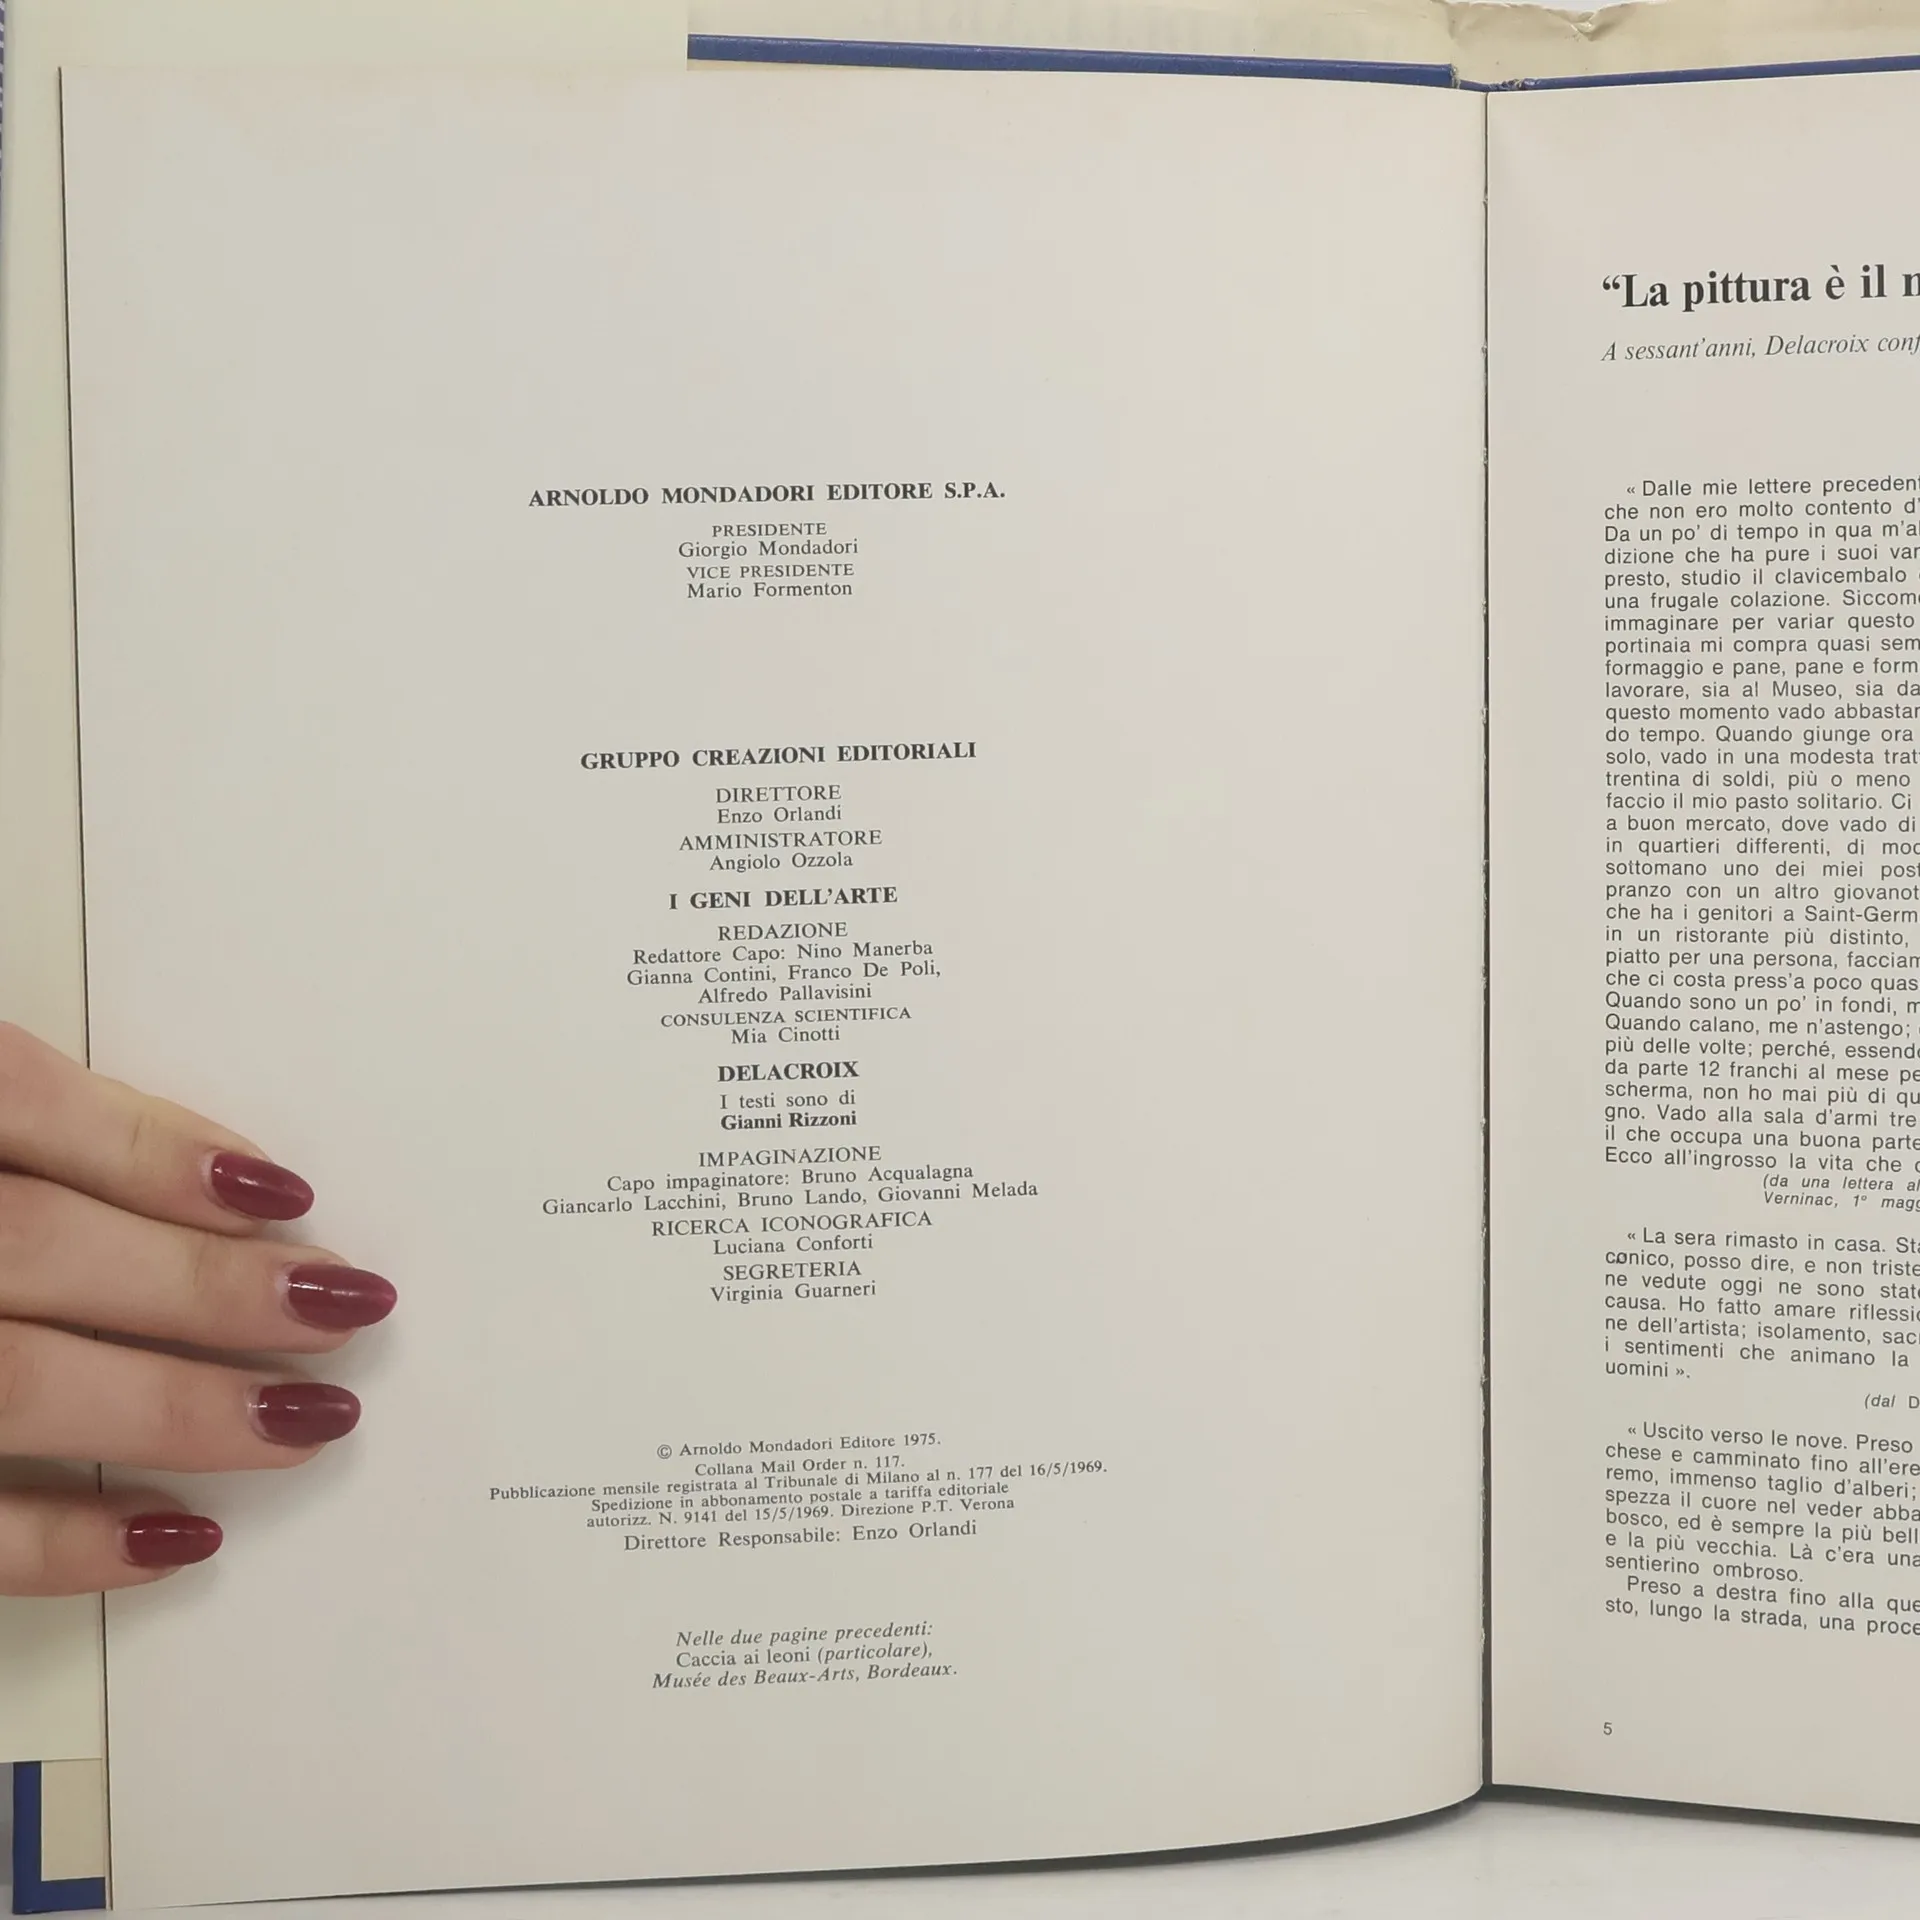 ARNOLDO MONDADORI EDITORE S.P.A.
PRESIDENTE
Giorgio Mondadori
VICE PRESIDENTE
Mario Formenton
GRUPPO CREAZIONI EDITORIALI
DIRETTORE
Enzo Orlandi
AMMINISTRATORE
Angiolo Ozzola
I GENI DELL'ARTE
REDAZIONE
Redattore Capo: Nino Manerba
Gianna Contini, Franco De Poli,
Alfredo Pallavisini
CONSULENZA SCIENTIFICA
Mia Cinotti
DELACROIX
I testi sono di
Gianni Rizzoni
IMPAGINAZIONE
Capo impaginatore: Bruno Acqualagna
Giancarlo Lacchini, Bruno Lando, Giovanni Melada
RICERCA ICONOGRAFICA
Luciana Conforti
SEGRETERIA
Virginia Guarneri
© Arnoldo Mondadori Editore 1975.
Collana Mail Order n. 117.
Pubblicazione mensile registrata al Tribunale di Milano al n. 177 del 16/5/1969.
Spedizione in abbonamento postale a tariffa editoriale
autorizz. N. 9141 del 15/5/1969. Direzione P.T. Verona
Direttore Responsabile: Enzo Orlandi
Nelle due pagine precedenti:
Caccia ai leoni (particolare),
Musée des Beaux-Arts, Bordeaux.
“La pittura è il
A sessant'anni, Delacroix
« Dalle mie lettere
che non ero molto contento
Da un po' di tempo in qua
dizione che ha pure i suoi
presto, studio il clavicembalo
una frugale colazione.
immaginare per variar questo
portinaia mi compra quasi
formaggio e pane, pane e
lavorare, sia al Museo, sia
questo momento vado
do tempo. Quando giunge ora
solo, vado in una modesta
trentina di soldi, più o meno
faccio il mio pasto solitario. Ci
a buon mercato, dove vado di
in quartieri differenti, di
sottomano uno dei miei
pranzo con un altro
che ha i genitori a
in un ristorante più distinto,
piatto per una persona,
che ci costa press'a poco
Quando sono un po' in fondi,
Quando calano, me n'astengo;
più delle volte; perché,
da parte 12 franchi al mese
scherma, non ho mai più di
gno. Vado alla sala d'armi tre
il che occupa una buona parte
Ecco all'ingrosso la vita che
(da una lettera
Verninac, 1°
« La sera rimasto in casa.
conico, posso dire, e non
ne vedute oggi ne sono
causa. Ho fatto amare
ne dell'artista; isolamento,
i sentimenti che animano la
uomini ».
(dal
« Uscito verso le nove. Preso
chese e camminato fino
remo, immenso taglio d'alberi;
spezza il cuore nel veder
bosco, ed è sempre la più
e la più vecchia. Là c'era
sentierino ombroso.
Preso a destra fino alla
sto, lungo la strada, una
5